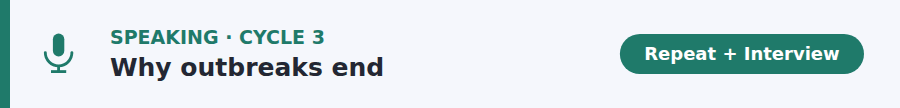 SPEAKING · CYCLE 3
Why outbreaks end
Repeat + Interview